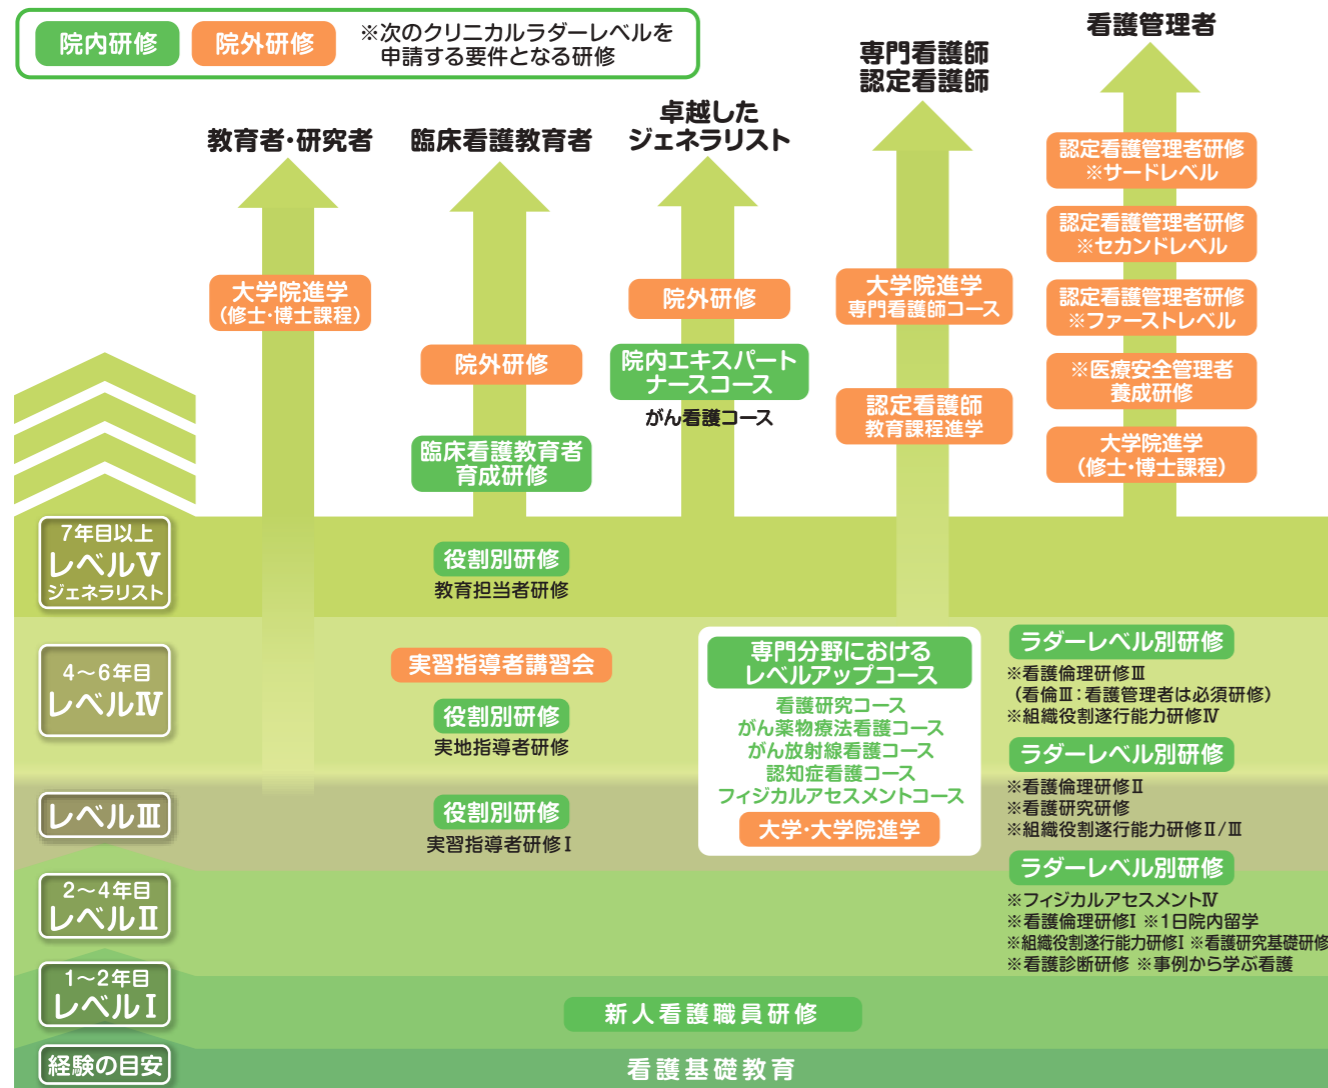 院内研修
院外研修
※次のクリニカルラダーレベルを
申請する要件となる研修
教育者・研究者
臨床看護教育者
卓越した
ジェネラリスト
専門看護師
認定看護師
看護管理者
大学院進学
（修士・博士課程）
院外研修
臨床看護教育者
育成研修
院外研修
院内エキスパート
ナースコース
がん看護コース
大学院進学
専門看護師コース
認定看護師
教育課程進学
認定看護管理者研修
※サードレベル
認定看護管理者研修
※セカンドレベル
認定看護管理者研修
※ファーストレベル
※医療安全管理者
養成研修
大学院進学
（修士・博士課程）
7年目以上
レベルⅤ
ジェネラリスト
役割別研修
教育担当者研修
4〜6年目
レベルⅣ
実習指導者講習会
役割別研修
実地指導者研修
専門分野における
レベルアップコース
看護研究コース
がん薬物療法看護コース
がん放射線看護コース
認知症看護コース
フィジカルアセスメントコース
大学・大学院進学
ラダーレベル別研修
※看護倫理研修Ⅲ
（看倫Ⅲ：看護管理者は必須研修）
※組織役割遂行能力研修Ⅳ
レベルⅢ
役割別研修
実習指導者研修Ⅰ
ラダーレベル別研修
※看護倫理研修Ⅱ
※看護研究研修
※組織役割遂行能力研修Ⅱ/Ⅲ
2〜4年目
レベルⅡ
ラダーレベル別研修
※フィジカルアセスメントⅣ
※看護倫理研修Ⅰ ※1日院内留学
※組織役割遂行能力研修Ⅰ ※看護研究基礎研修
※看護診断研修 ※事例から学ぶ看護
1〜2年目
レベルⅠ
新人看護職員研修
経験の目安
看護基礎教育